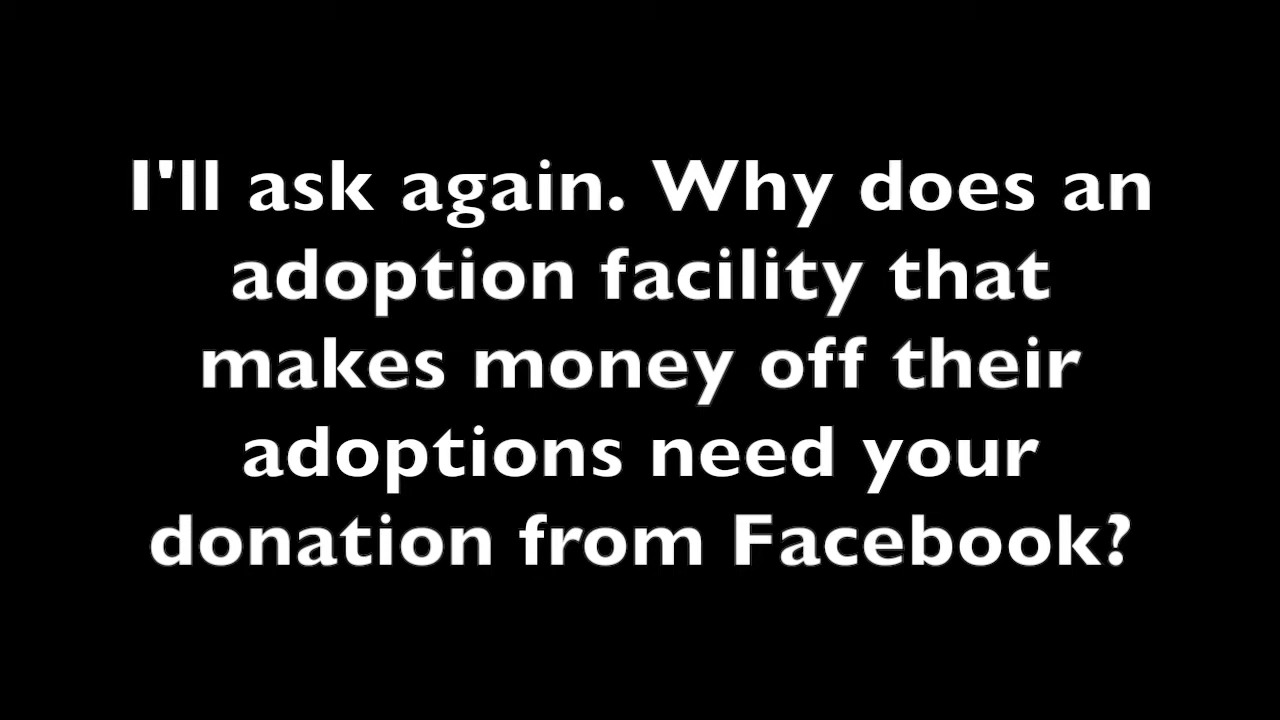 I'll ask again. Why does an
adoption facility that
makes money off their
adoptions need your
donation from Facebook?